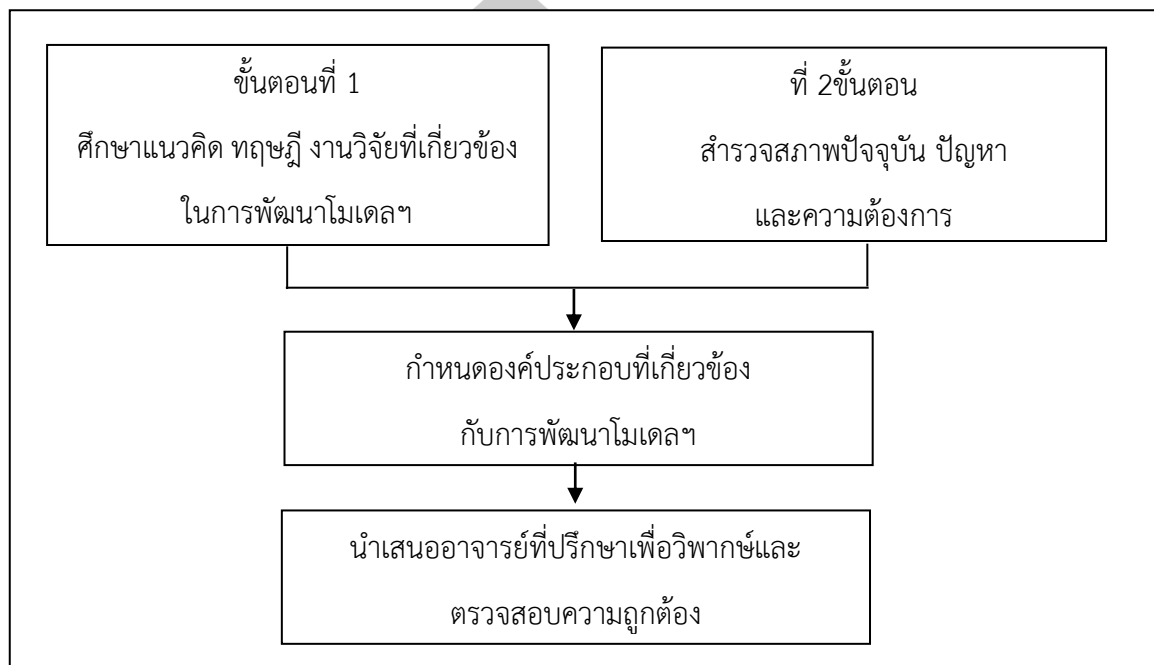 ขั้นตอนที่ 1
ศึกษาแนวคิด ทฤษฎี งานวิจัยที่เกี่ยวข้อง
ในการพัฒนาโมเดลฯ
ที่ 2ขั้นตอน
สำรวจสภาพปัจจุบัน ปัญหา
และความต้องการ
กำหนดองค์ประกอบที่เกี่ยวข้อง
กับการพัฒนาโมเดลฯ
นำเสนออาจารย์ที่ปรึกษาเพื่อวิพากษ์และ
ตรวจสอบความถูกต้อง